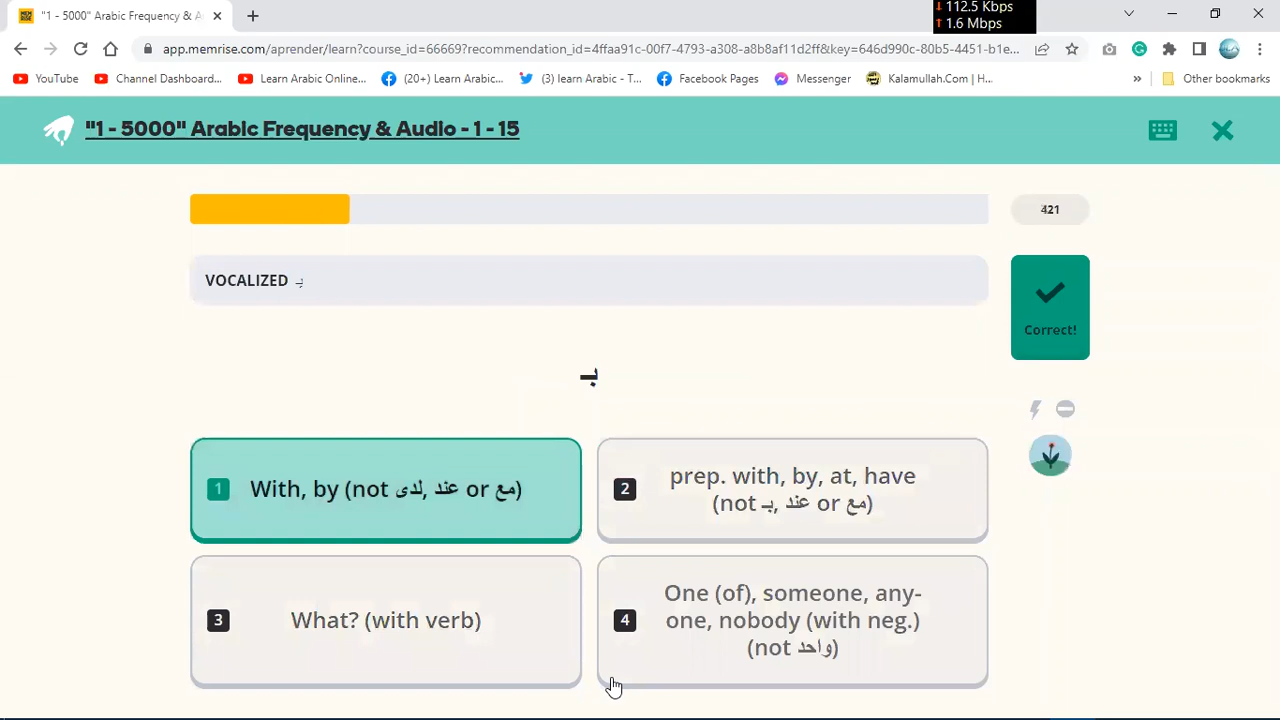 "1 - 5000" Arabic Frequency & A
112.5 Kbps
1.6 Mbps
app.memrise.com/aprender/learn?course_id=66669?recommendation_id=4ffaa91c-00f7-4793-a308-a8b8af11d2ff&key=646d990c-80b5-4451-b1e...
YouTube
Channel Dashboard...
Learn Arabic Online...
(20+) Learn Arabic...
(3) learn Arabic - T...
Facebook Pages
Messenger
Kalamullah.Com | H...
»
Other bookmarks
"1 - 5000" Arabic Frequency & Audio - 1 - 15
421
VOCALIZED بـ
Correct!
بـ
1 With, by (not لدى, عند or مع)
2 prep. with, by, at, have
(not بـ, عند or مع)
3 What? (with verb)
4 One (of), someone, any-
one, nobody (with neg.)
(not واحد)